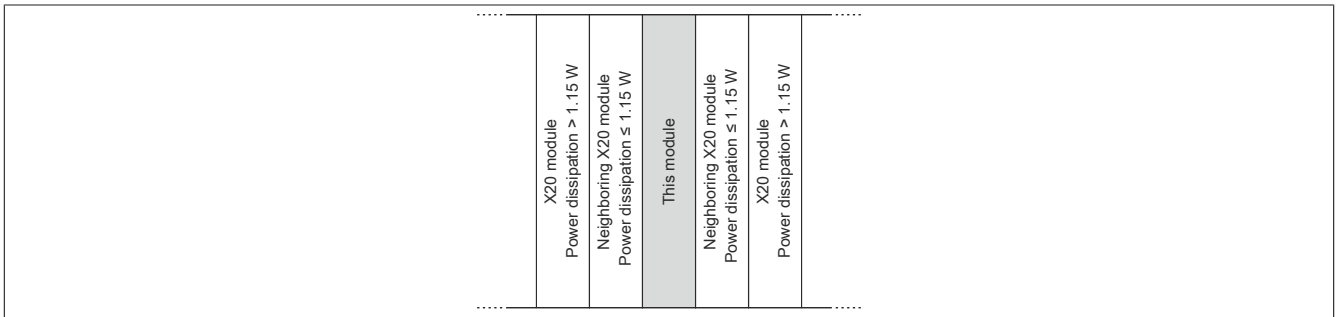 X20 module
Power dissipation > 1.15 W
Neighboring X20 module
Power dissipation ≤ 1.15 W
This module
Neighboring X20 module
Power dissipation ≤ 1.15 W
X20 module
Power dissipation > 1.15 W